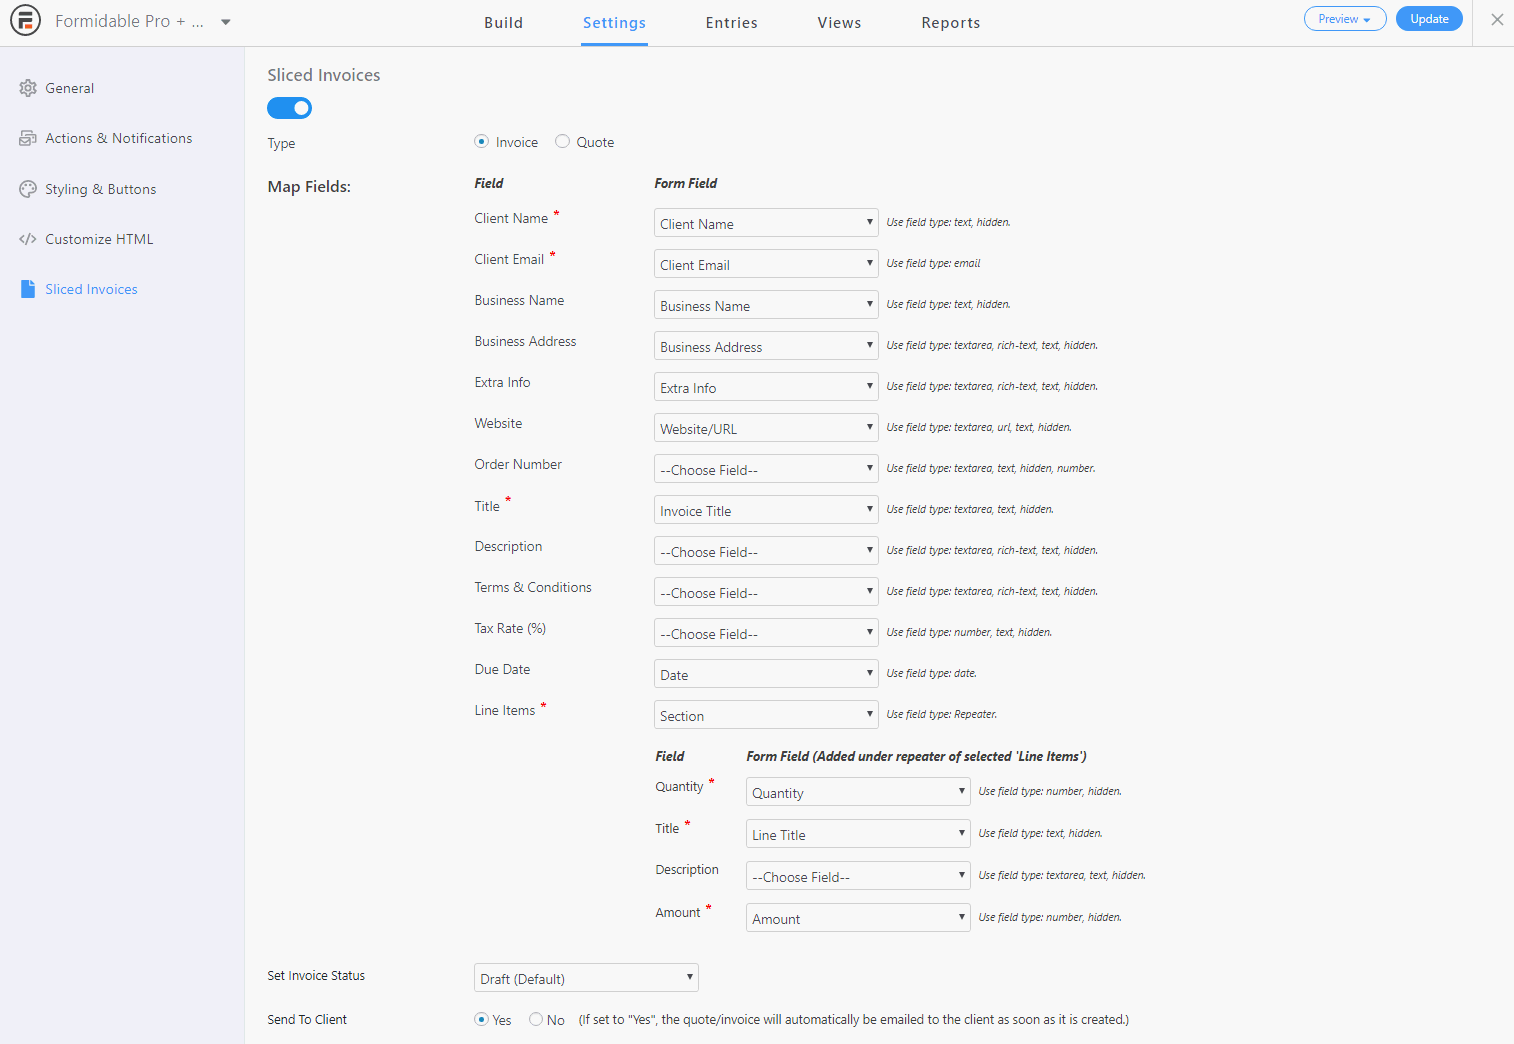 Formidable Pro + ...
Build Settings Entries Views Reports
Preview Update
General
Actions & Notifications
Styling & Buttons
Customize HTML
Sliced Invoices
Sliced Invoices
Type Invoice Quote
Map Fields: Field Form Field
Client Name * Client Name Use field type: text, hidden.
Client Email * Client Email Use field type: email
Business Name Business Name Use field type: text, hidden.
Business Address Business Address Use field type: textarea, rich-text, text, hidden.
Extra Info Extra Info Use field type: textarea, rich-text, text, hidden.
Website Website/URL Use field type: textarea, url, text, hidden.
Order Number --Choose Field-- Use field type: textarea, text, hidden, number.
Title * Invoice Title Use field type: textarea, text, hidden.
Description --Choose Field-- Use field type: textarea, rich-text, text, hidden.
Terms & Conditions --Choose Field-- Use field type: textarea, rich-text, text, hidden.
Tax Rate (%) --Choose Field-- Use field type: number, text, hidden.
Due Date Date Use field type: date.
Line Items * Section Use field type: Repeater.
Field Form Field (Added under repeater of selected 'Line Items')
Quantity * Quantity Use field type: number, hidden.
Title * Line Title Use field type: text, hidden.
Description --Choose Field-- Use field type: textarea, text, hidden.
Amount * Amount Use field type: number, hidden.
Set Invoice Status Draft (Default)
Send To Client Yes No (If set to "Yes", the quote/invoice will automatically be emailed to the client as soon as it is created.)